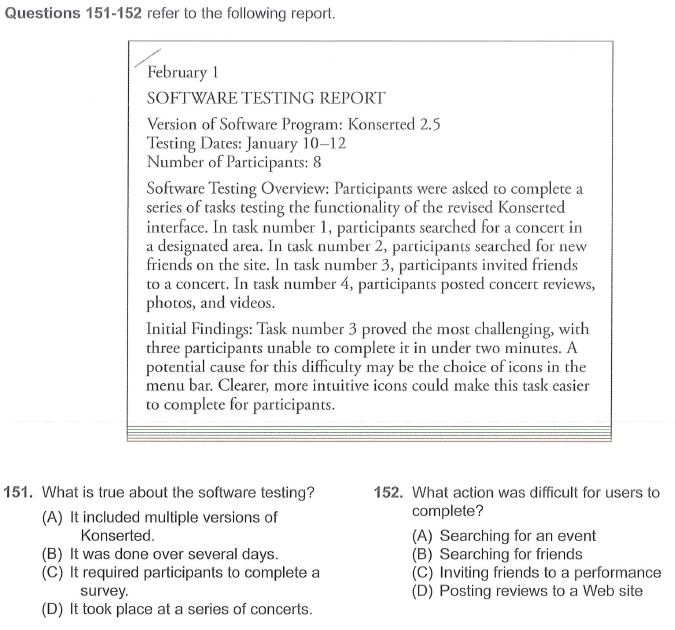 Questions 151-152 refer to the following report.
February 1
SOFTWARE TESTING REPORT
Version of Software Program: Konserted 2.5
Testing Dates: January 10–12
Number of Participants: 8
Software Testing Overview: Participants were asked to complete a
series of tasks testing the functionality of the revised Konserted
interface. In task number 1, participants searched for a concert in
a designated area. In task number 2, participants searched for new
friends on the site. In task number 3, participants invited friends
to a concert. In task number 4, participants posted concert reviews,
photos, and videos.
Initial Findings: Task number 3 proved the most challenging, with
three participants unable to complete it in under two minutes. A
potential cause for this difficulty may be the choice of icons in the
menu bar. Clearer, more intuitive icons could make this task easier
to complete for participants.
151. What is true about the software testing?
(A) It included multiple versions of
Konserted.
(B) It was done over several days.
(C) It required participants to complete a
survey.
(D) It took place at a series of concerts.
152. What action was difficult for users to
complete?
(A) Searching for an event
(B) Searching for friends
(C) Inviting friends to a performance
(D) Posting reviews to a Web site